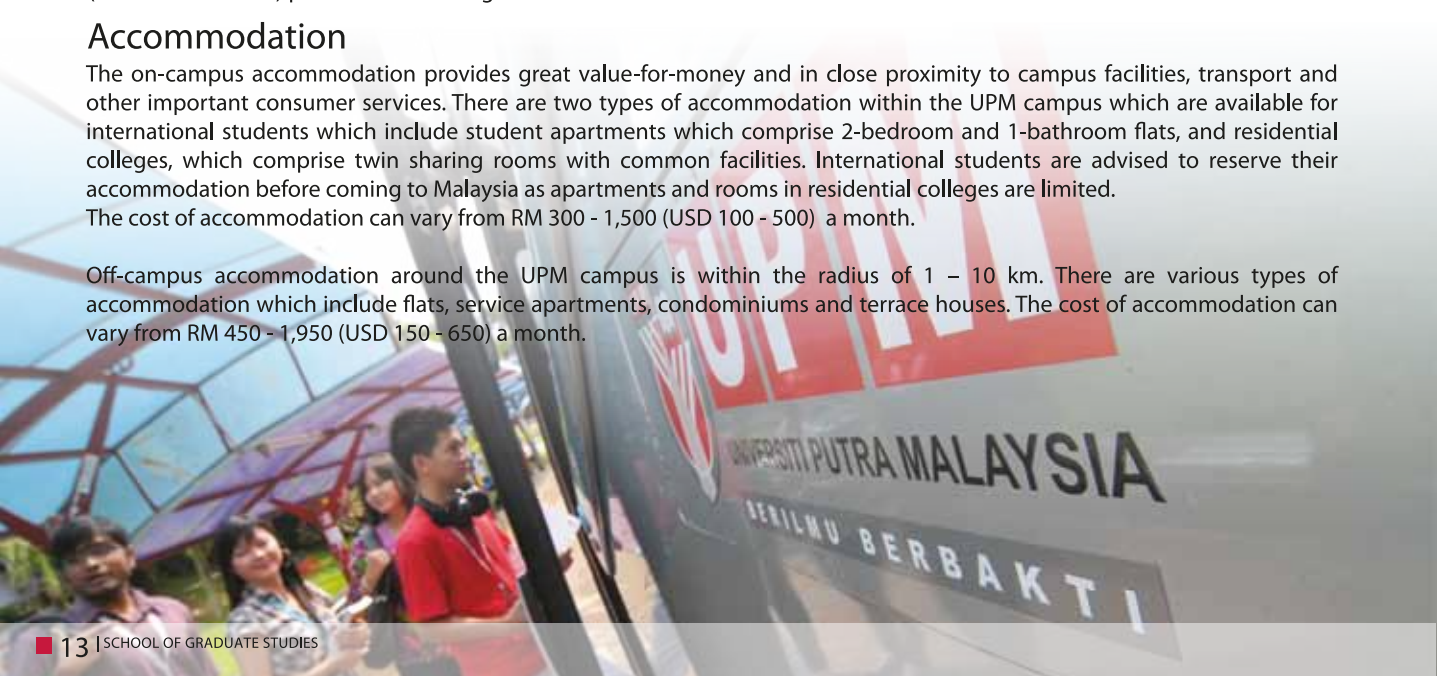 Accommodation
The on-campus accommodation provides great value-for-money and in close proximity to campus facilities, transport and
other important consumer services. There are two types of accommodation within the UPM campus which are available for
international students which include student apartments which comprise 2-bedroom and 1-bathroom flats, and residential
colleges, which comprise twin sharing rooms with common facilities. International students are advised to reserve their
accommodation before coming to Malaysia as apartments and rooms in residential colleges are limited.
The cost of accommodation can vary from RM 300 - 1,500 (USD 100 - 500) a month.
Off-campus accommodation around the UPM campus is within the radius of 1 – 10 km. There are various types of
accommodation which include flats, service apartments, condominiums and terrace houses. The cost of accommodation can
vary from RM 450 - 1,950 (USD 150 - 650) a month.
UPM
UNIVERSITI PUTRA MALAYSIA
BERILMU BERBAKTI
13 | SCHOOL OF GRADUATE STUDIES